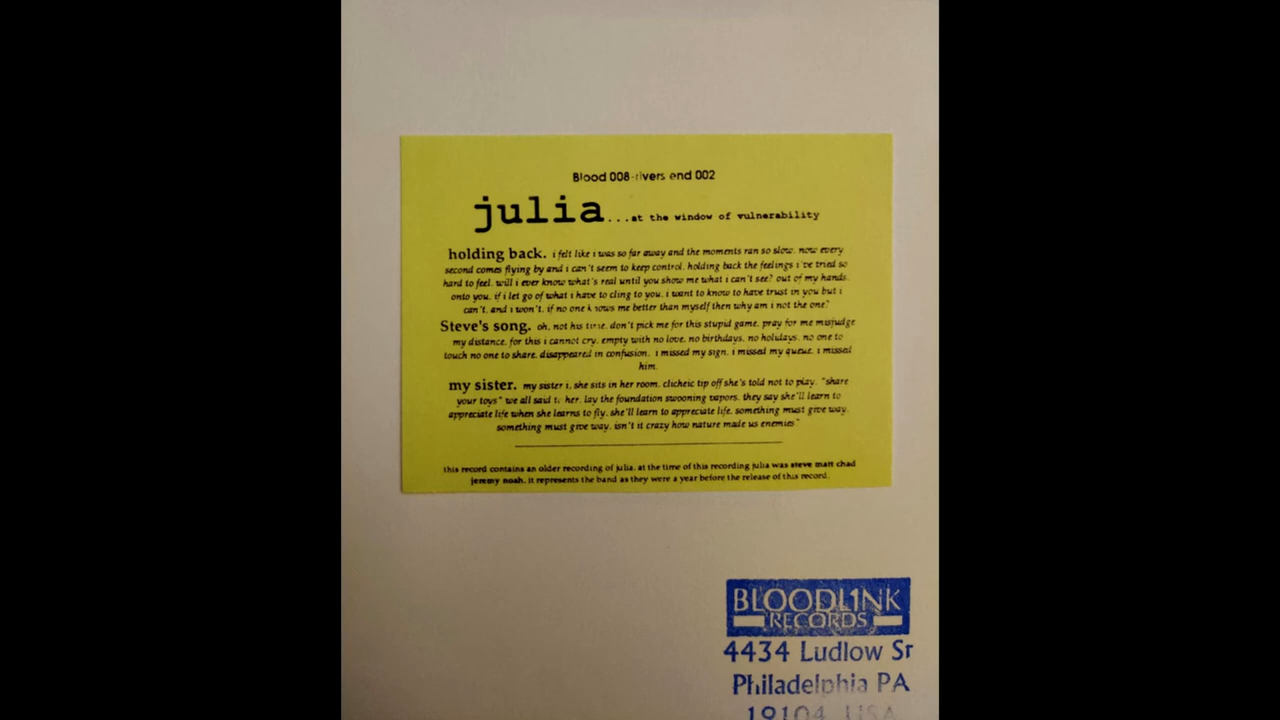 Blood 008-rivers end 002
julia...at the window of vulnerability
holding back. i felt like i was so far away and the moments ran so slow. now every
second comes flying by and i can't seem to keep control. holding back the feelings i've tried so
hard to feel. will i ever know what's real until you show me what i can't see? out of my hands.
onto you. if i let go of what i have to cling to you. i want to know to have trust in you but i
can't. and i won't. if no one knows me better than myself then why am i not the one?
Steve's song. oh, not his time. don't pick me for this stupid game. pray for me misjudge
my distance. for this i cannot cry. empty with no love. no birthdays. no holidays. no one to
touch no one to share. disappeared in confusion. i missed my sign. i missed my queue. i missed
him.
my sister. my sister i, she sits in her room. clicheic tip off she's told not to play. "share
your toys" we all said to her. lay the foundation swooning vapors. they say she'll learn to
appreciate life when she learns to fly. she'll learn to appreciate life. something must give way.
something must give way. isn't it crazy how nature made us enemies"
this record contains an older recording of julia. at the time of this recording julia was steve matt chad
jeremy noah. it represents the band as they were a year before the release of this record.
BLOODL1NK
RECORDS
4434 Ludlow St
Philadelphia PA
19104 USA